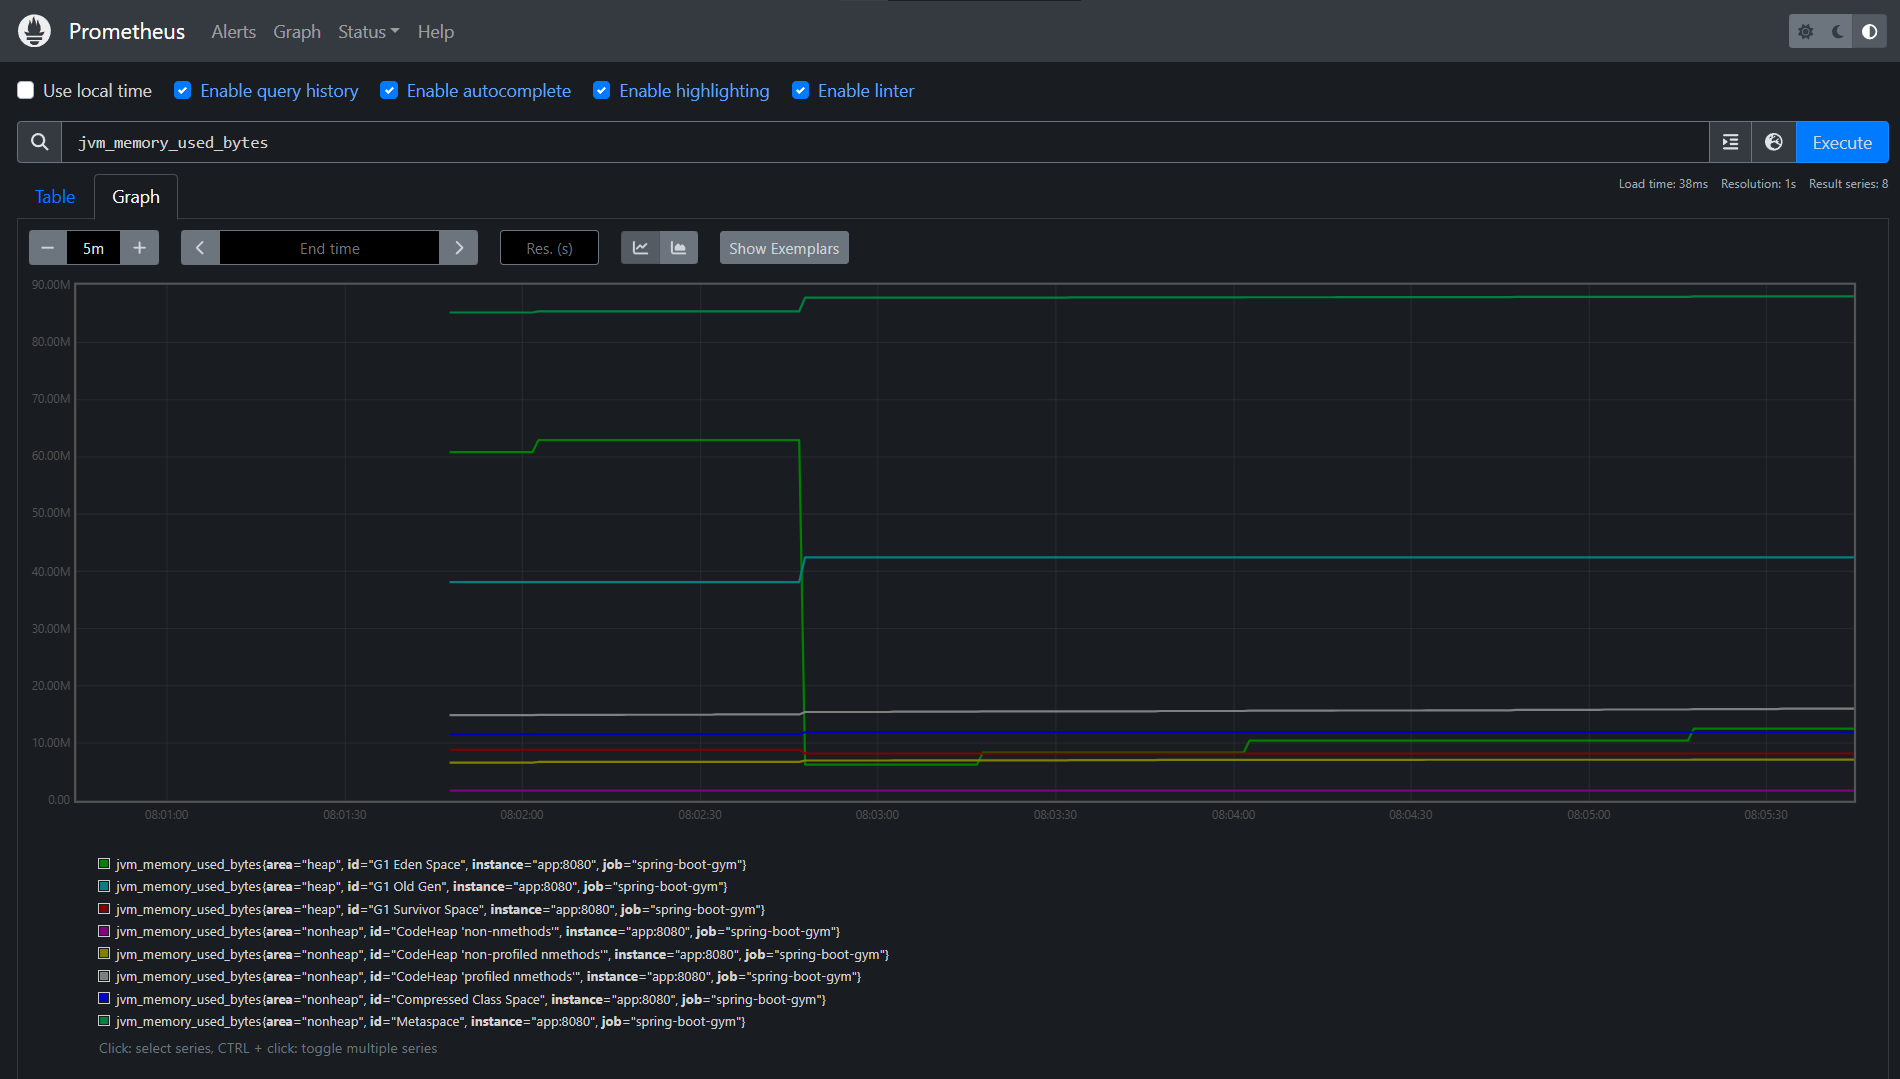 Prometheus Alerts Graph Status Help
Use local time Enable query history Enable autocomplete Enable highlighting Enable linter
jvm_memory_used_bytes Execute
Table Graph Load time: 38ms Resolution: 1s Result series: 8
5m End time Res. (s) Show Exemplars
90.00M
80.00M
70.00M
60.00M
50.00M
40.00M
30.00M
20.00M
10.00M
0.00
08:01:00 08:01:30 08:02:00 08:02:30 08:03:00 08:03:30 08:04:00 08:04:30 08:05:00 08:05:30
jvm_memory_used_bytes{area="heap", id="G1 Eden Space", instance="app:8080", job="spring-boot-gym"}
jvm_memory_used_bytes{area="heap", id="G1 Old Gen", instance="app:8080", job="spring-boot-gym"}
jvm_memory_used_bytes{area="heap", id="G1 Survivor Space", instance="app:8080", job="spring-boot-gym"}
jvm_memory_used_bytes{area="nonheap", id="CodeHeap 'non-nmethods'", instance="app:8080", job="spring-boot-gym"}
jvm_memory_used_bytes{area="nonheap", id="CodeHeap 'non-profiled nmethods'", instance="app:8080", job="spring-boot-gym"}
jvm_memory_used_bytes{area="nonheap", id="CodeHeap 'profiled nmethods'", instance="app:8080", job="spring-boot-gym"}
jvm_memory_used_bytes{area="nonheap", id="Compressed Class Space", instance="app:8080", job="spring-boot-gym"}
jvm_memory_used_bytes{area="nonheap", id="Metaspace", instance="app:8080", job="spring-boot-gym"}
Click: select series, CTRL + click: toggle multiple series